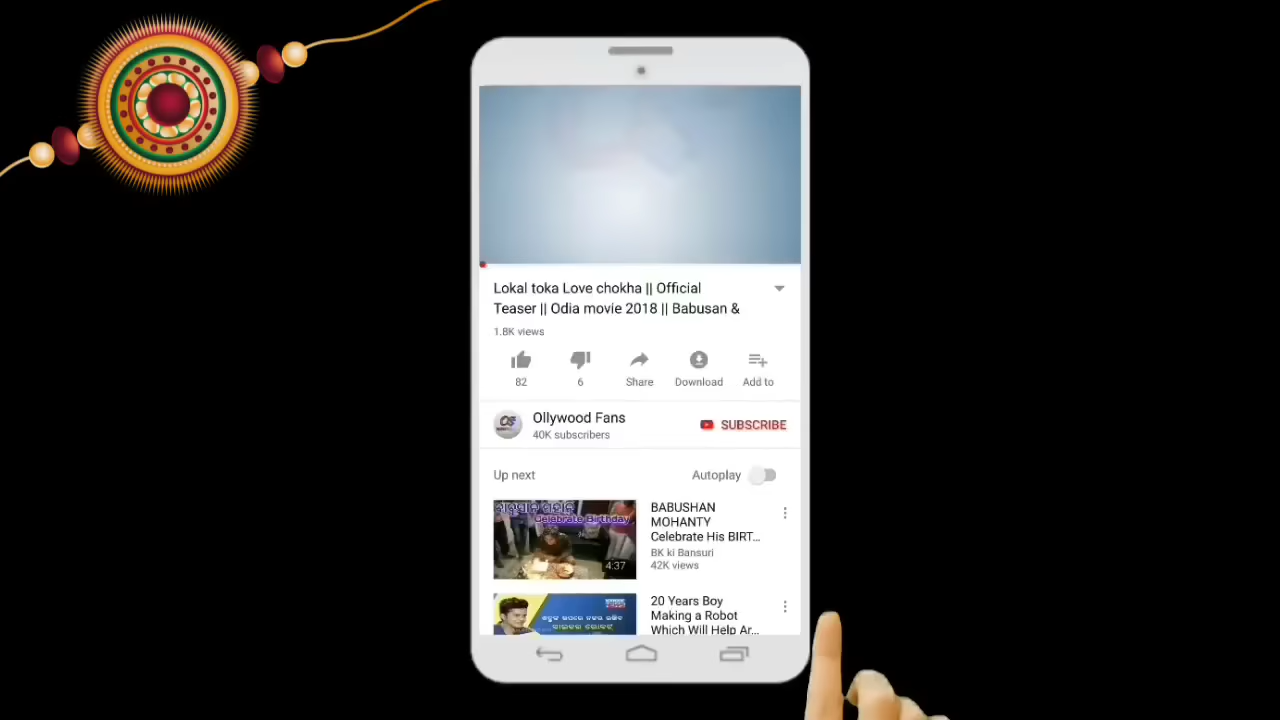 Lokal toka Love chokha || Official
Teaser || Odia movie 2018 || Babusan &
1.8K views
82
6
Share
Download
Add to
Ollywood Fans
40K subscribers
SUBSCRIBE
Up next
Autoplay
Celebrate Birthday
4:37
BABUSHAN
MOHANTY
Celebrate His BIRT...
BK ki Bansuri
42K views
20 Years Boy
Making a Robot
Which Will Help Ar...